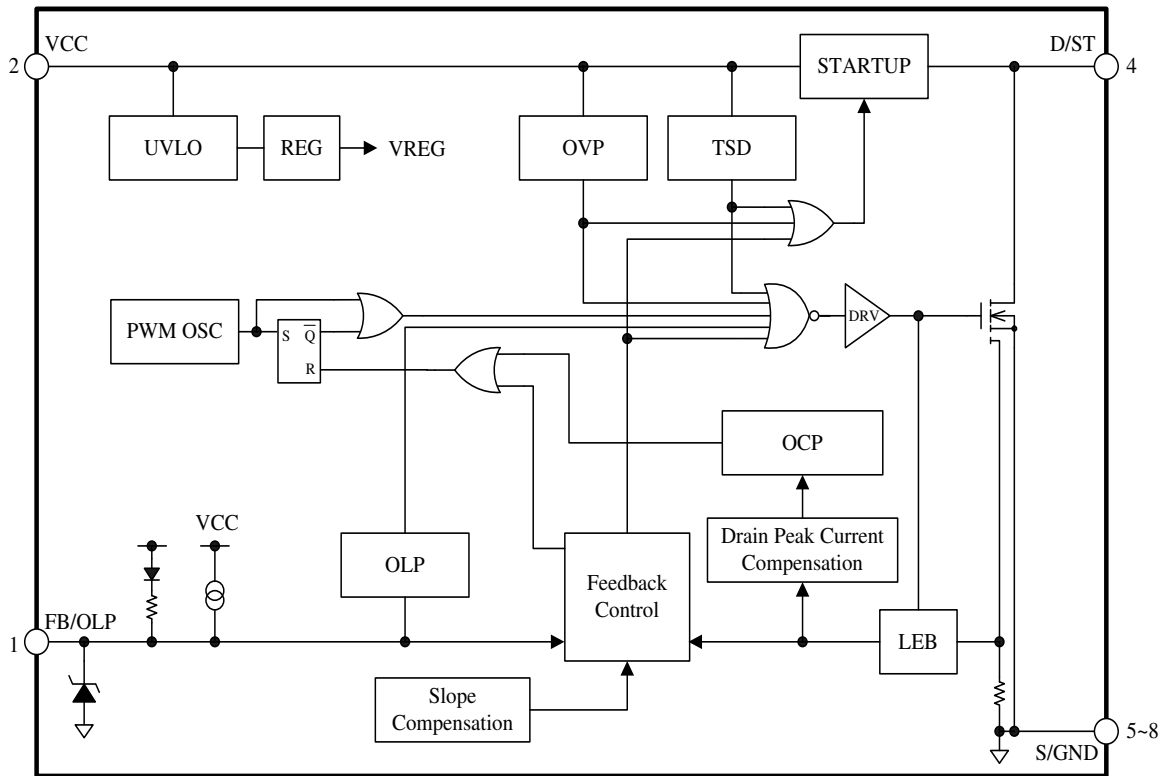 VCC
D/ST
2
4
STARTUP
UVLO
REG
VREG
OVP
TSD
PWM OSC
S
Q̅
R
DRV
OCP
VCC
OLP
Feedback
Control
Drain Peak Current
Compensation
FB/OLP
1
LEB
Slope
Compensation
5~8
S/GND